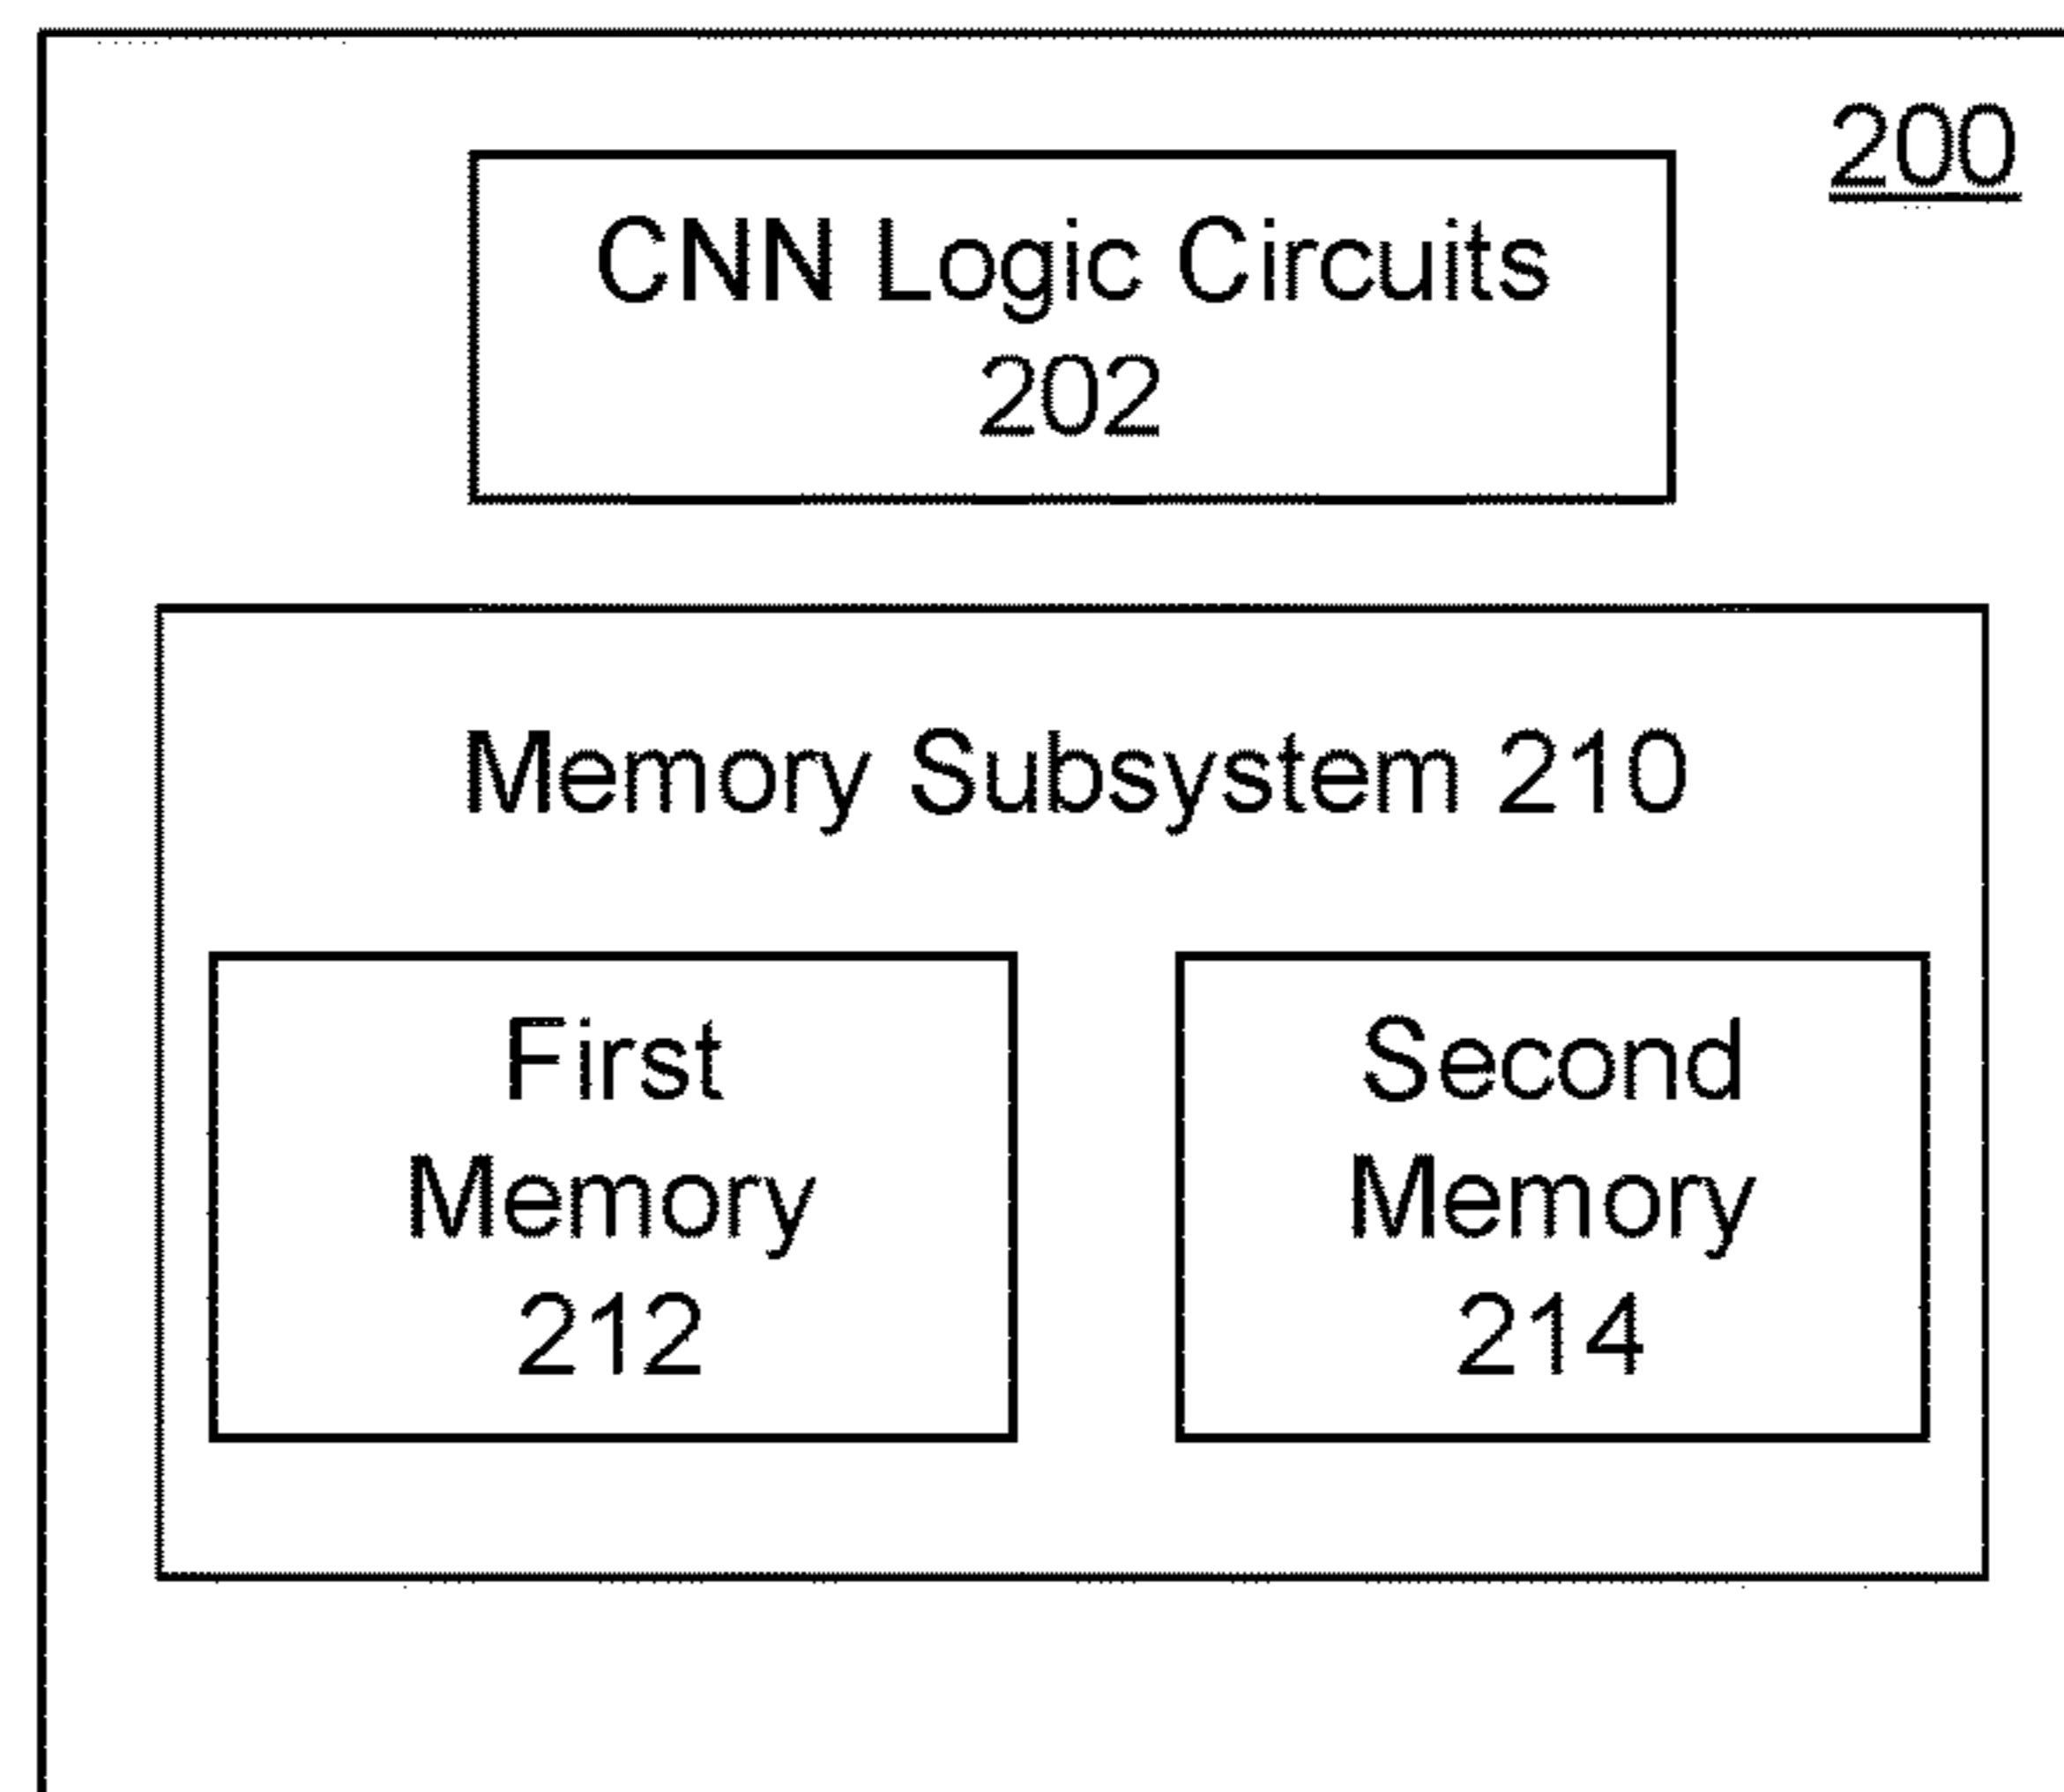 200
CNN Logic Circuits
202
Memory Subsystem 210
First
Memory
212
Second
Memory
214